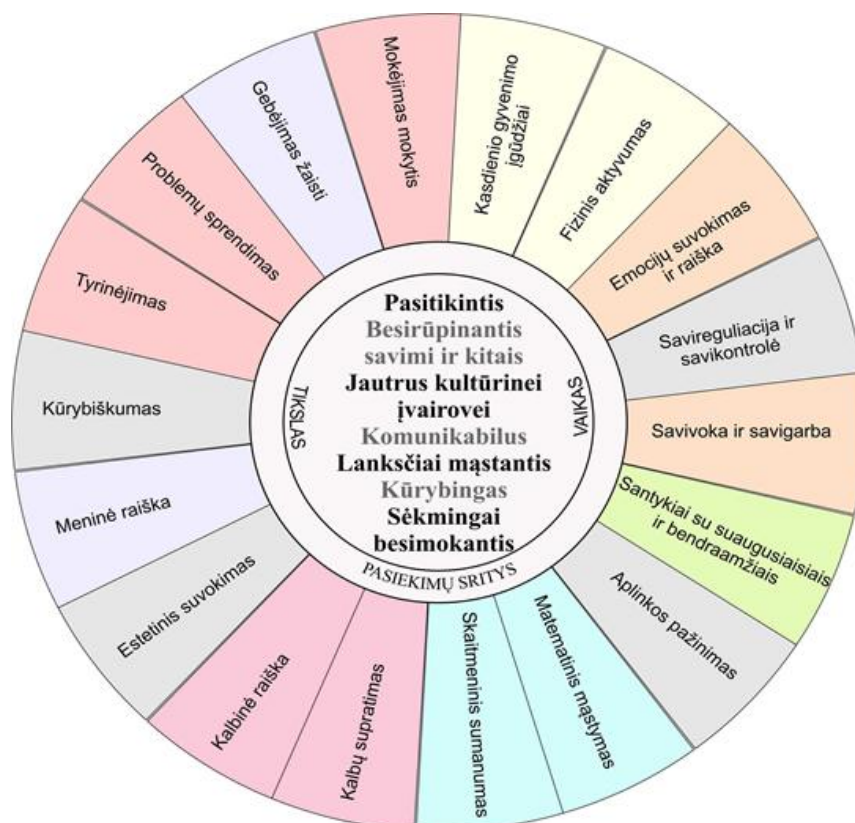 Mokėjimas mokytis
Kasdienio gyvenimo
įgūdžiai
Fizinis aktyvumas
Emocijų suvokimas
ir raiška
Savireguliacija ir
savikontrolė
Savivoka ir savigarba
Santykiai su suaugusiaisiais
ir bendraamžiais
Aplinkos pažinimas
Matematinis mąstymas
Skaitmeninis sumanumas
Kalbų supratimas
Kalbinė raiška
Estetinis suvokimas
Meninė raiška
Kūrybiškumas
Tyrinėjimas
Problemų sprendimas
Gebėjimas žaisti
TIKSLAS
VAIKAS
PASIEKIMŲ SRITYS
Pasitikintis
Besirūpinantis
savimi ir kitais
Jautrus kultūrinei
įvairovei
Komunikabilus
Lanksčiai mąstantis
Kūrybingas
Sėkmingai
besimokantis